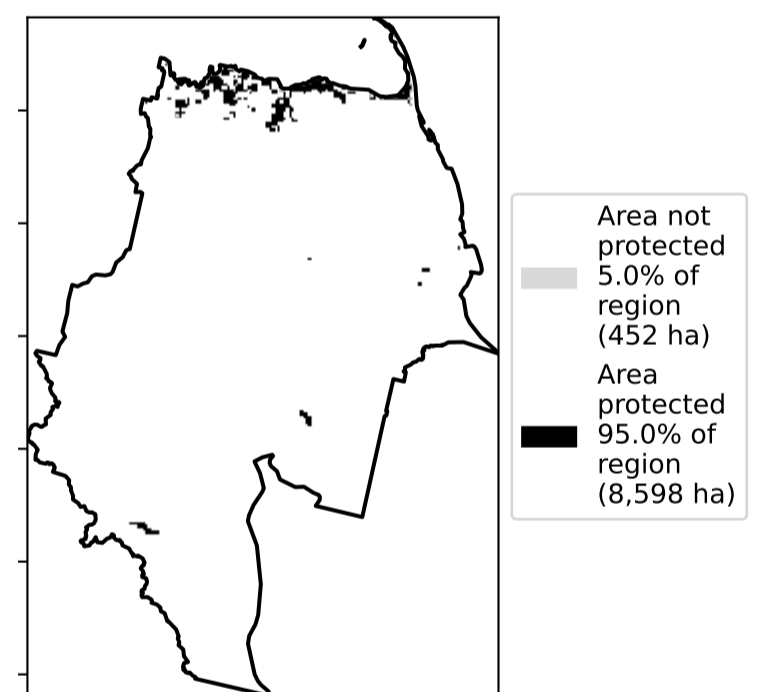 Area not
protected
5.0% of
region
(452 ha)
Area
protected
95.0% of
region
(8,598 ha)